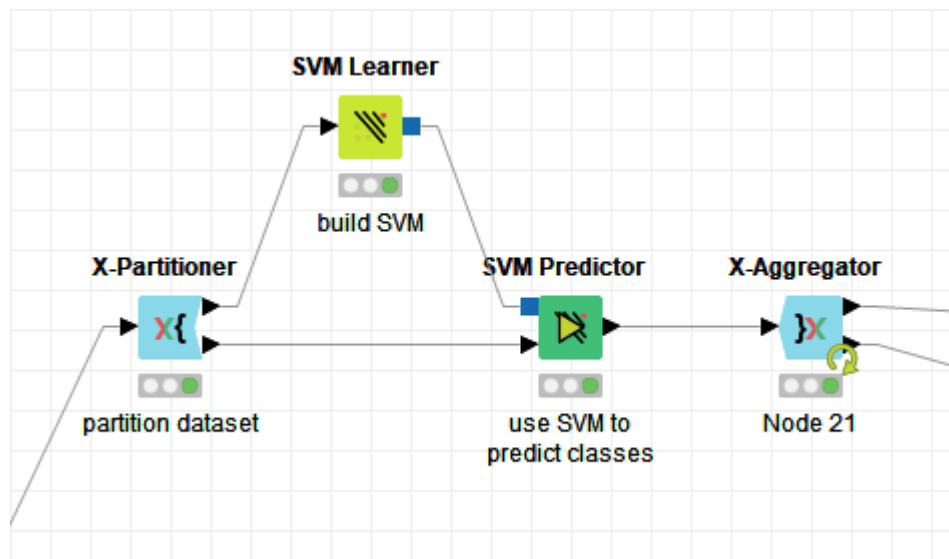 SVM Learner
build SVM
X-Partitioner
partition dataset
SVM Predictor
use SVM to
predict classes
X-Aggregator
Node 21